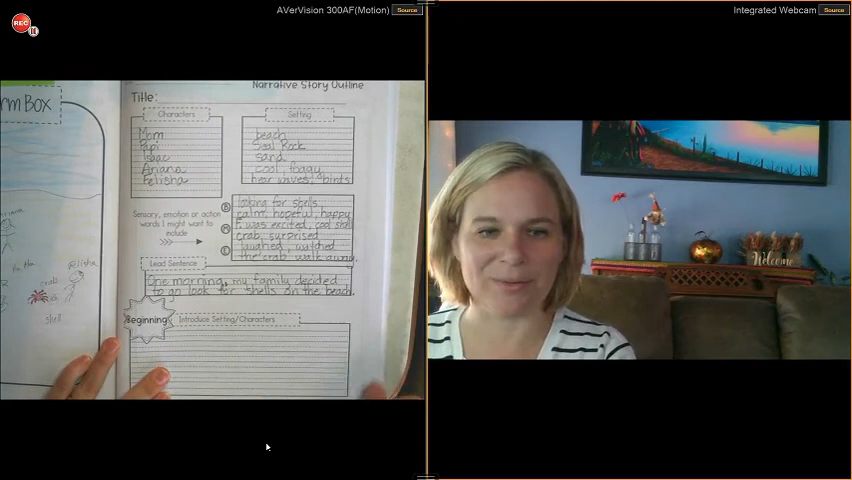 AVerVision 300AF(Motion) Source
Integrated Webcam Source
REC
rm Box
Narrative Story Outline
Title:
Characters
Setting
Mom
Papi
Isaac
Ariana
Felisha
beach
Seal Rock
sand
cool, foggy
hear waves, birds
Sensory, emotion or action
words I might want to
include
B
looking for shells
calm, hopeful, happy
M
F. was excited, cool shell
crab, surprised
E
laughed, watched
the crab walk away
Lead Sentence
One morning, my family decided
to go look for shells on the beach.
Beginning
Introduce Setting/Characters
crab
shell
Welcome